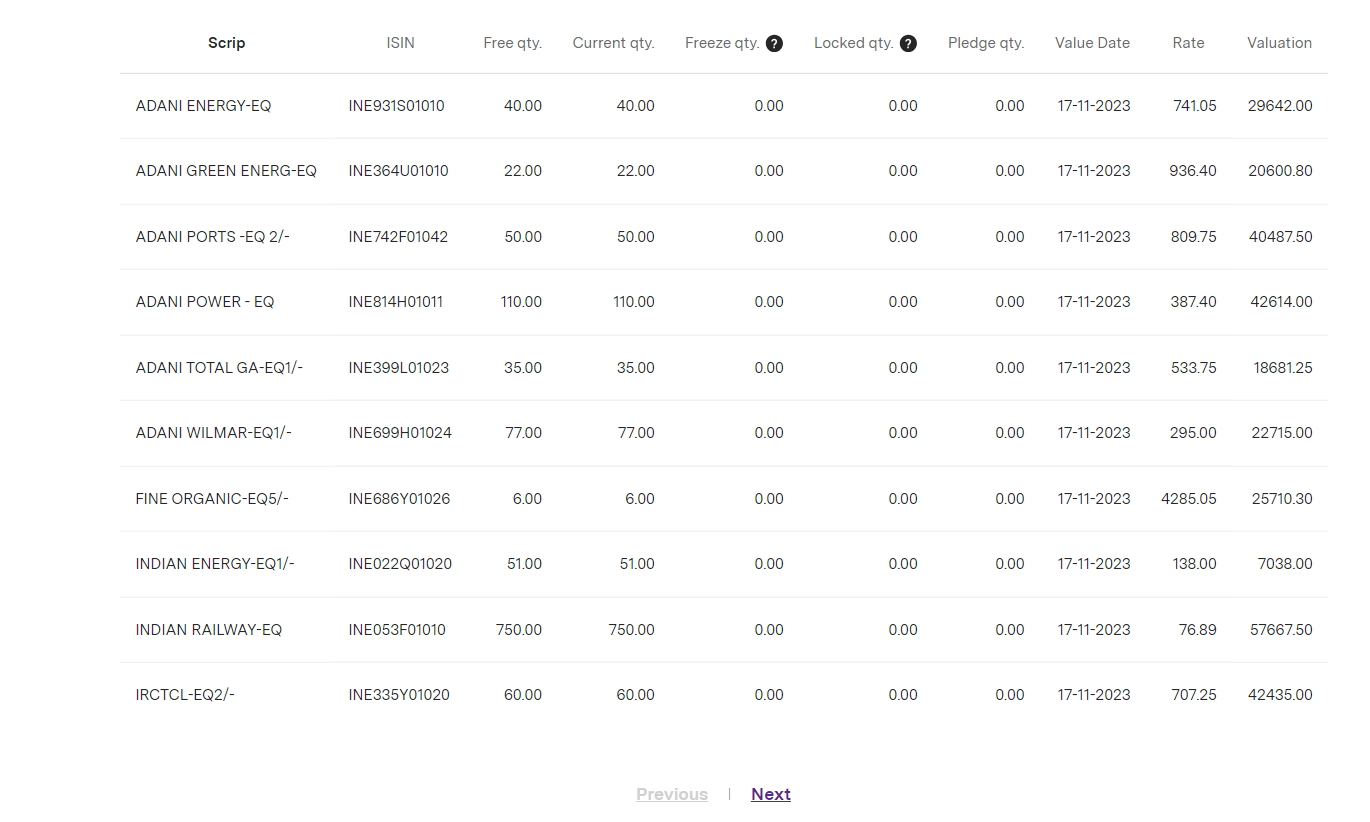 Scrip ISIN Free qty. Current qty. Freeze qty. ? Locked qty. ? Pledge qty. Value Date Rate Valuation
ADANI ENERGY-EQ INE931S01010 40.00 40.00 0.00 0.00 0.00 17-11-2023 741.05 29642.00
ADANI GREEN ENERG-EQ INE364U01010 22.00 22.00 0.00 0.00 0.00 17-11-2023 936.40 20600.80
ADANI PORTS -EQ 2/- INE742F01042 50.00 50.00 0.00 0.00 0.00 17-11-2023 809.75 40487.50
ADANI POWER - EQ INE814H01011 110.00 110.00 0.00 0.00 0.00 17-11-2023 387.40 42614.00
ADANI TOTAL GA-EQ1/- INE399L01023 35.00 35.00 0.00 0.00 0.00 17-11-2023 533.75 18681.25
ADANI WILMAR-EQ1/- INE699H01024 77.00 77.00 0.00 0.00 0.00 17-11-2023 295.00 22715.00
FINE ORGANIC-EQ5/- INE686Y01026 6.00 6.00 0.00 0.00 0.00 17-11-2023 4285.05 25710.30
INDIAN ENERGY-EQ1/- INE022Q01020 51.00 51.00 0.00 0.00 0.00 17-11-2023 138.00 7038.00
INDIAN RAILWAY-EQ INE053F01010 750.00 750.00 0.00 0.00 0.00 17-11-2023 76.89 57667.50
IRCTCL-EQ2/- INE335Y01020 60.00 60.00 0.00 0.00 0.00 17-11-2023 707.25 42435.00
Previous | Next